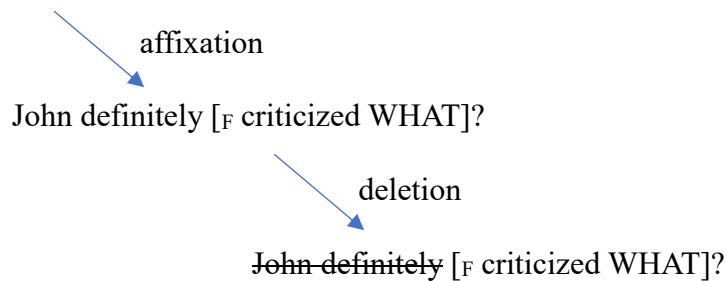 affixation
John definitely [F criticized WHAT]?
deletion
John definitely [F criticized WHAT]?